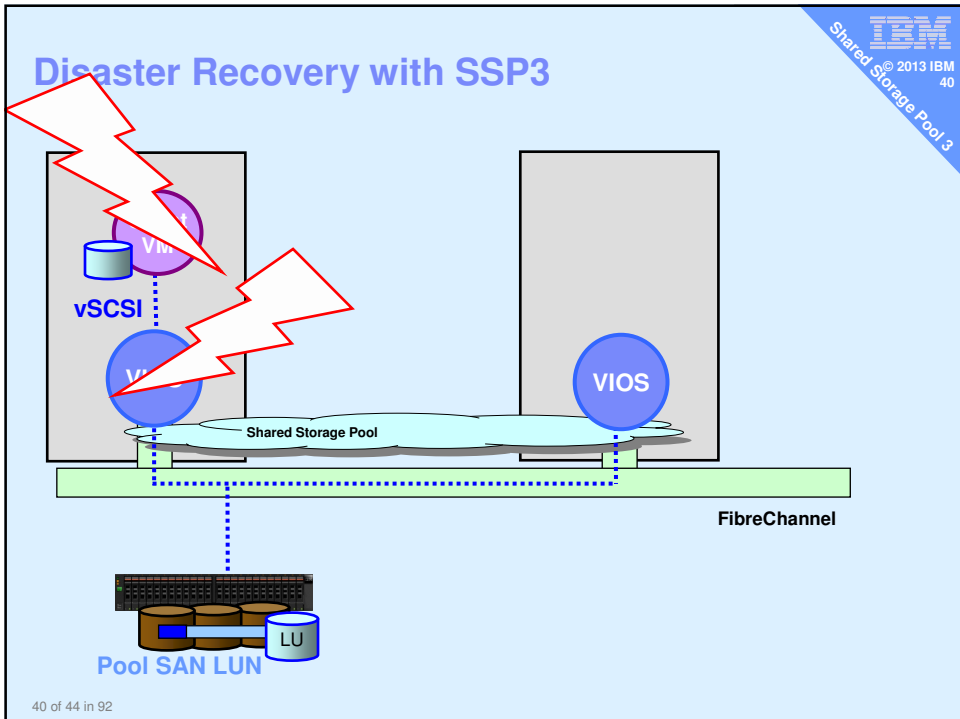 Disaster Recovery with SSP3
IBM
© 2013 IBM
40
Shared Storage Pool 3
VM
vSCSI
VIOS
Shared Storage Pool
FibreChannel
LU
Pool SAN LUN
40 of 44 in 92